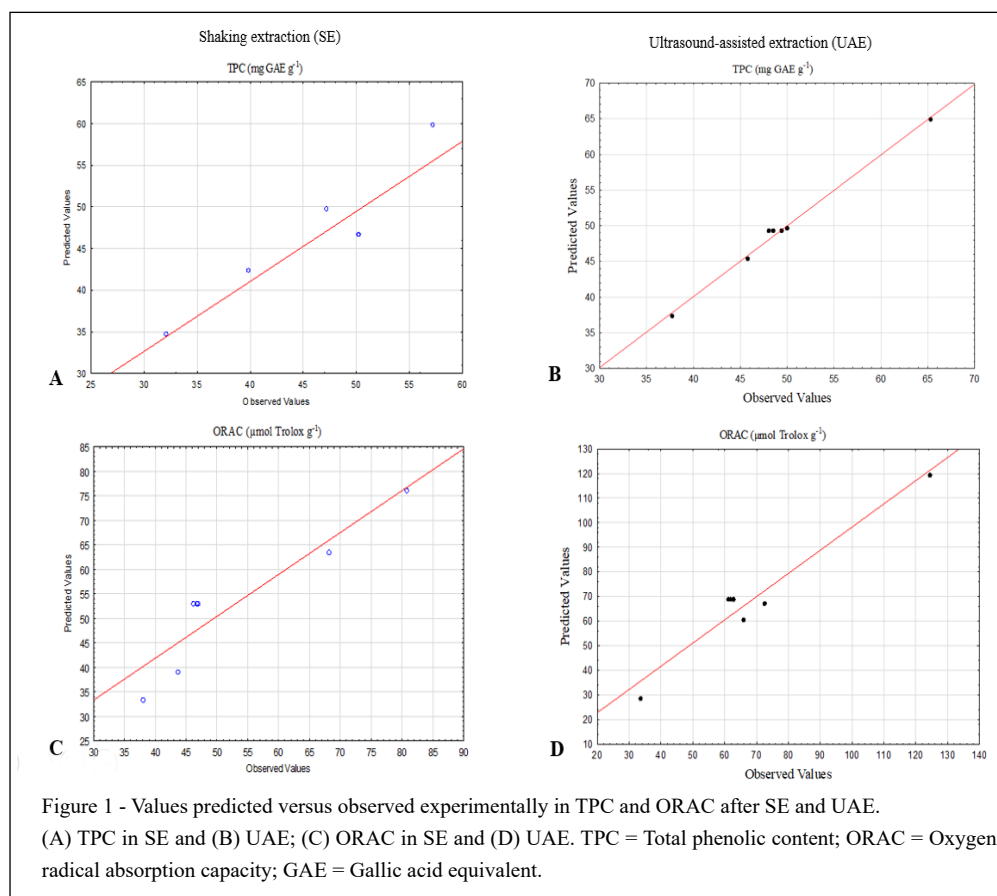 Shaking extraction (SE)
Ultrasound-assisted extraction (UAE)
TPC (mg GAE g⁻¹)
65
60
55
50
45
40
35
30
Predicted Values
25 30 35 40 45 50 55 60
Observed Values
A
TPC (mg GAE g⁻¹)
70
65
60
55
50
45
40
35
30
Predicted Values
30 35 40 45 50 55 60 65 70
Observed Values
B
ORAC (µmol Trolox g⁻¹)
85
80
75
70
65
60
55
50
45
40
35
30
25
Predicted Values
30 35 40 45 50 55 60 65 70 75 80 85 90
Observed Values
C
ORAC (µmol Trolox g⁻¹)
130
120
110
100
90
80
70
60
50
40
30
20
10
Predicted Values
20 30 40 50 60 70 80 90 100 110 120 130 140
Observed Values
D
Figure 1 - Values predicted versus observed experimentally in TPC and ORAC after SE and UAE.
(A) TPC in SE and (B) UAE; (C) ORAC in SE and (D) UAE. TPC = Total phenolic content; ORAC = Oxygen
radical absorption capacity; GAE = Gallic acid equivalent.